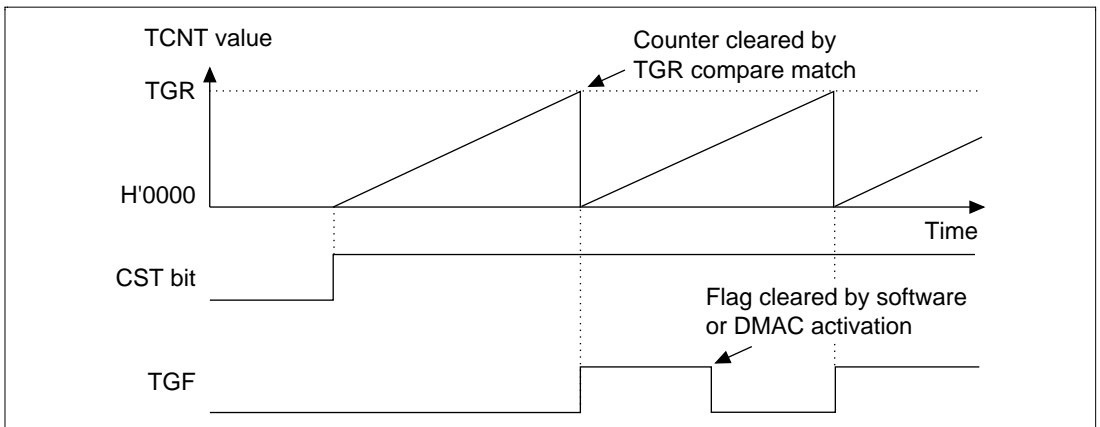 TCNT value
Counter cleared by
TGR compare match
TGR
H'0000
Time
CST bit
Flag cleared by software
or DMAC activation
TGF